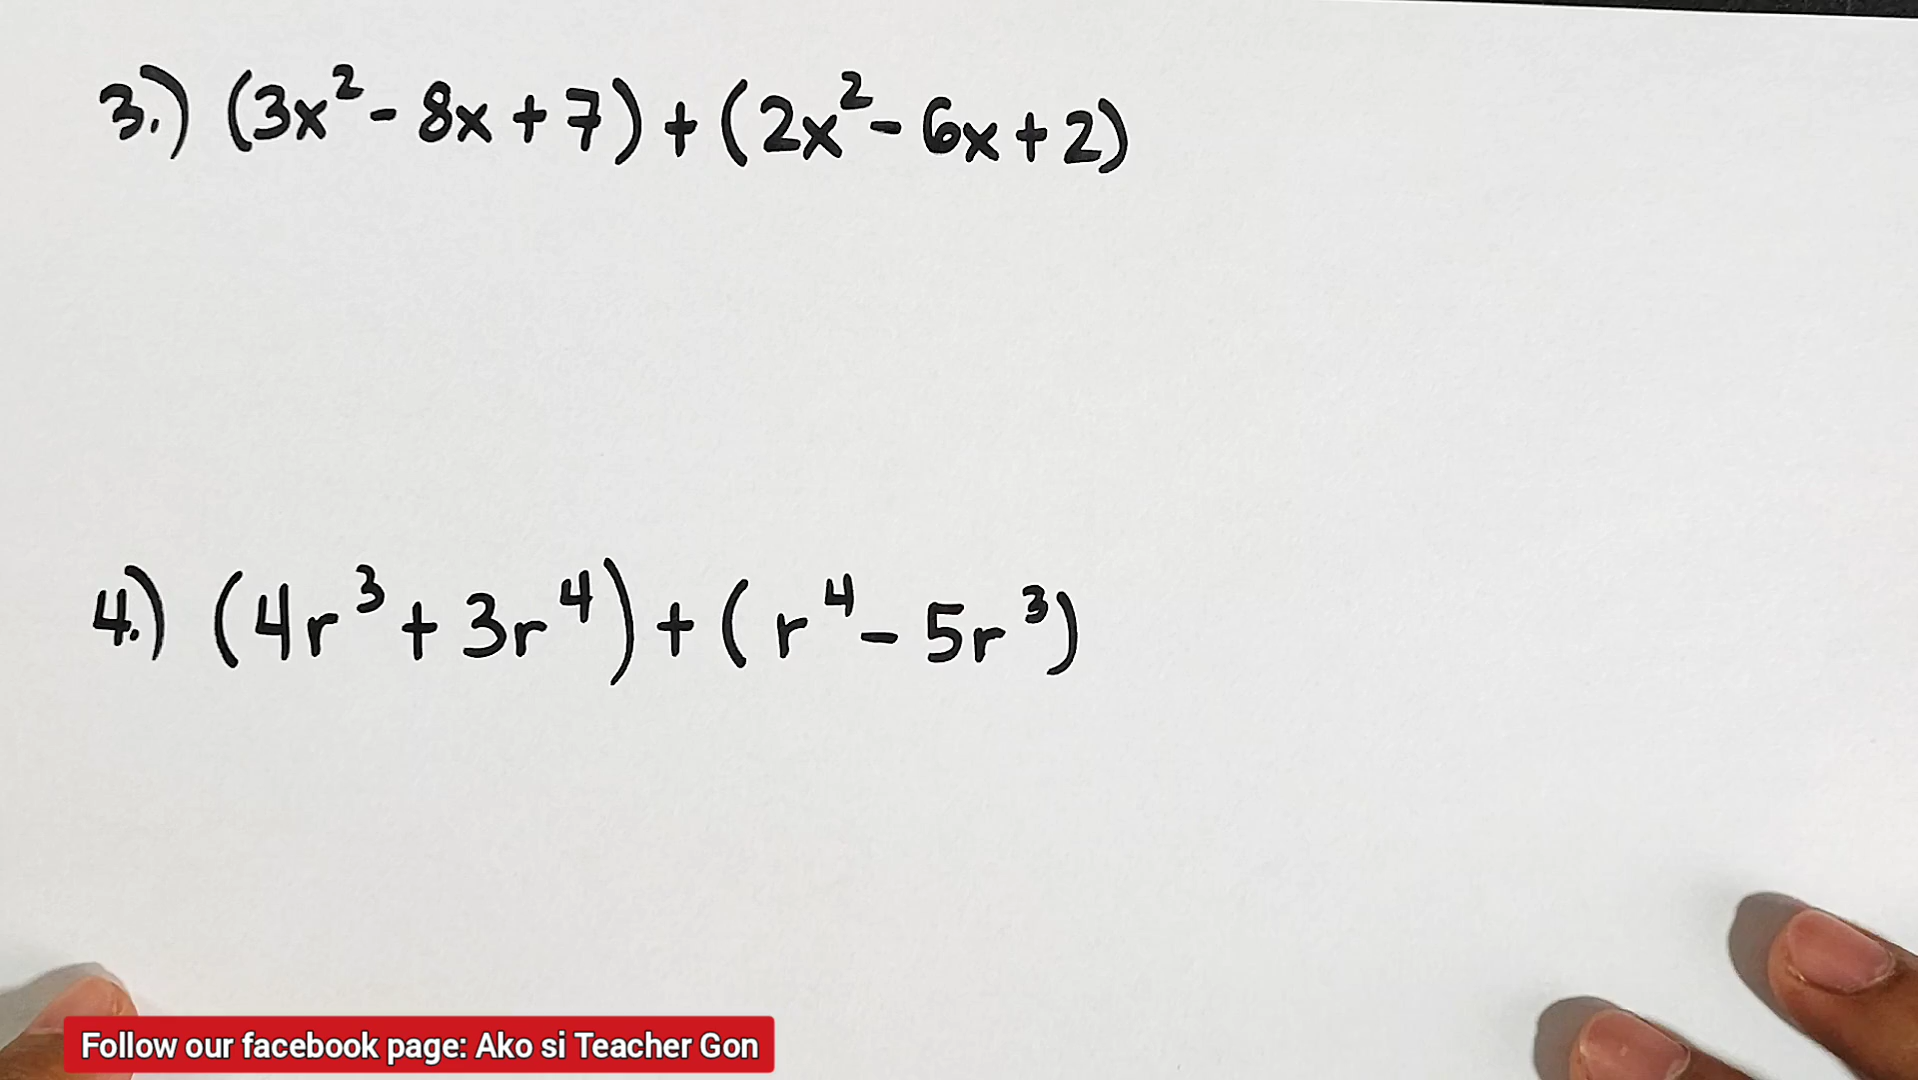 3.) (3x² - 8x + 7) + (2x² - 6x + 2)
4.) (4r³ + 3r⁴) + (r⁴ - 5r³)
Follow our facebook page: Ako si Teacher Gon